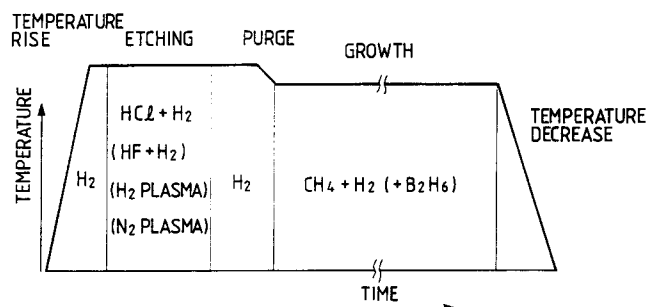 TEMPERATURE
RISE
ETCHING
PURGE
GROWTH
TEMPERATURE
H2
HCl + H2
(HF + H2)
(H2 PLASMA)
(N2 PLASMA)
H2
CH4 + H2 (+ B2H6)
TEMPERATURE
DECREASE
TIME